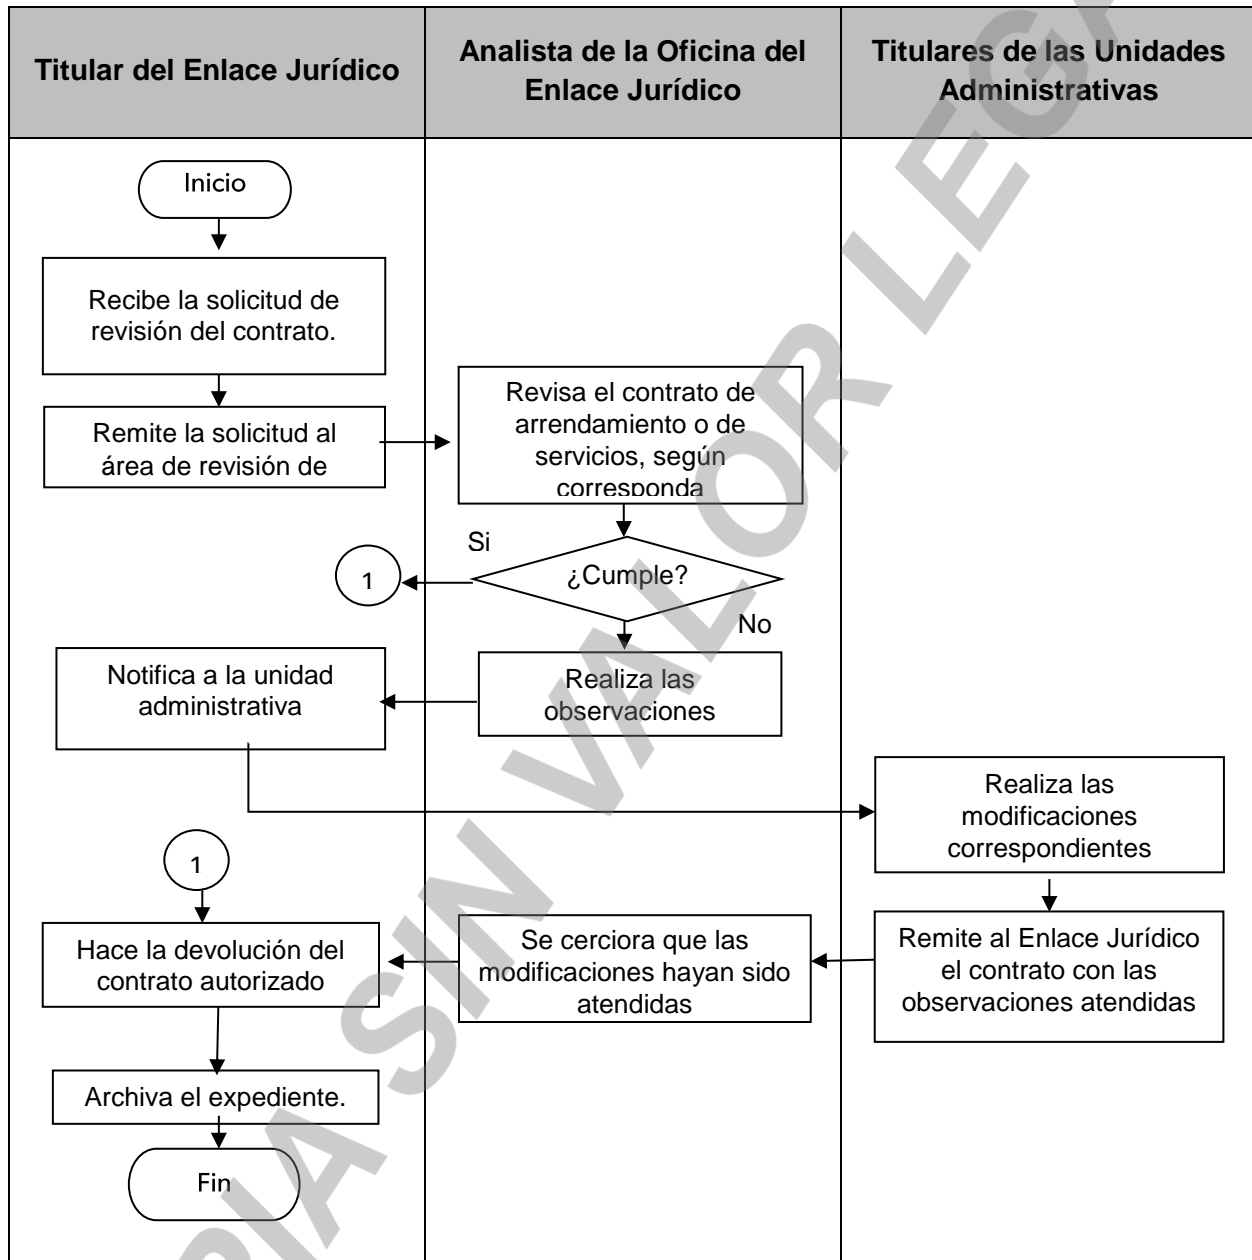 Titular del Enlace Jurídico
Analista de la Oficina del
Enlace Jurídico
Titulares de las Unidades
Administrativas
Inicio
Recibe la solicitud de
revisión del contrato.
Remite la solicitud al
área de revisión de
Revisa el contrato de
arrendamiento o de
servicios, según
corresponda
Si
1
¿Cumple?
No
Realiza las
observaciones
Notifica a la unidad
administrativa
Realiza las
modificaciones
correspondientes
Remite al Enlace Jurídico
el contrato con las
observaciones atendidas
Se cerciora que las
modificaciones hayan sido
atendidas
1
Hace la devolución del
contrato autorizado
Archiva el expediente.
Fin
SIN VALOR